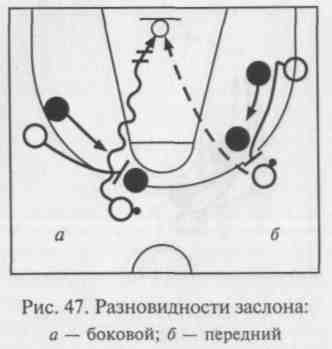 а
б
Рис. 47. Разновидности заслона:
а — боковой; б — передний